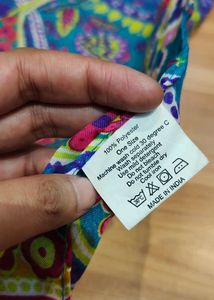 100% Polyester
One Size
Machine wash cold 30 degree C
Wash separately
Use mild detergent
Do not bleach
Do not tumble dry
Cool iron
MADE IN INDIA